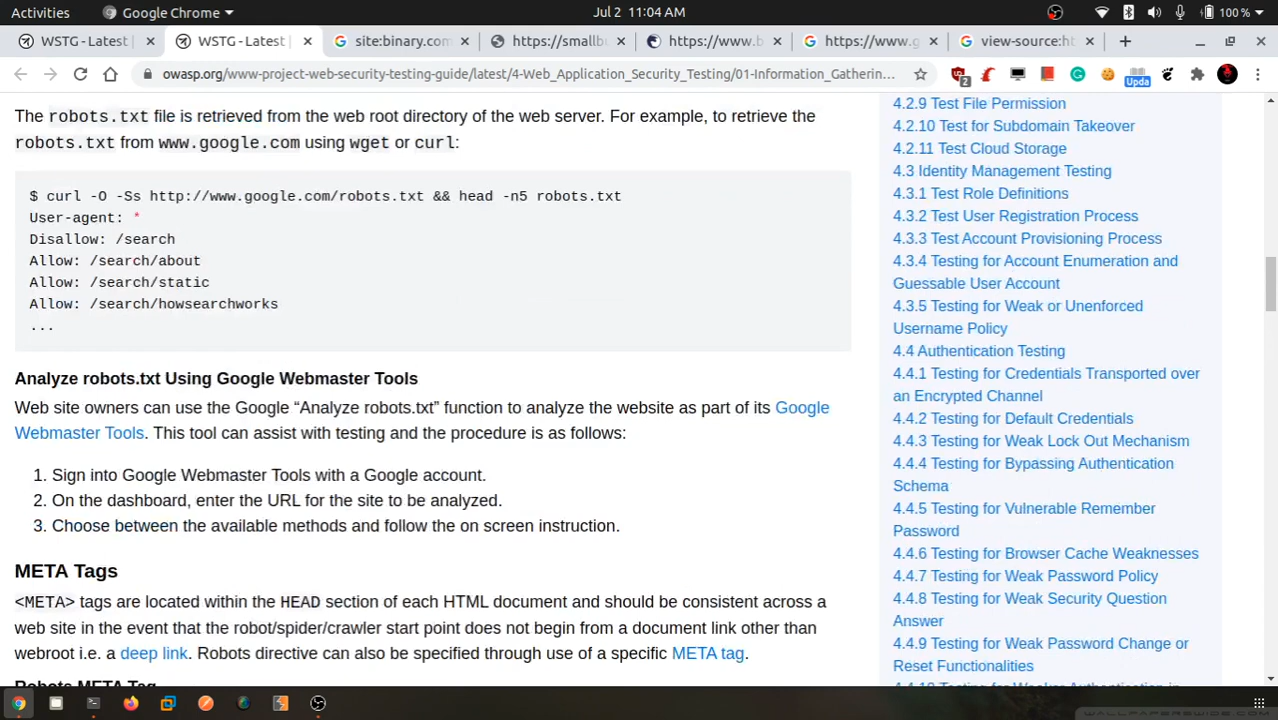 Activities
Google Chrome
Jul 2 11:04 AM
100 %
WSTG - Latest
WSTG - Latest
site:binary.com
https://smallbu
https://www.b
https://www.g
view-source:ht
owasp.org/www-project-web-security-testing-guide/latest/4-Web_Application_Security_Testing/01-Information_Gatherin...
2
Upda
The robots.txt file is retrieved from the web root directory of the web server. For example, to retrieve the
robots.txt from www.google.com using wget or curl:
$ curl -O -Ss http://www.google.com/robots.txt && head -n5 robots.txt
User-agent: *
Disallow: /search
Allow: /search/about
Allow: /search/static
Allow: /search/howsearchworks
...
Analyze robots.txt Using Google Webmaster Tools
Web site owners can use the Google “Analyze robots.txt” function to analyze the website as part of its Google
Webmaster Tools. This tool can assist with testing and the procedure is as follows:
1. Sign into Google Webmaster Tools with a Google account.
2. On the dashboard, enter the URL for the site to be analyzed.
3. Choose between the available methods and follow the on screen instruction.
META Tags
<META> tags are located within the HEAD section of each HTML document and should be consistent across a
web site in the event that the robot/spider/crawler start point does not begin from a document link other than
webroot i.e. a deep link. Robots directive can also be specified through use of a specific META tag.
Robots META Tag
4.2.9 Test File Permission
4.2.10 Test for Subdomain Takeover
4.2.11 Test Cloud Storage
4.3 Identity Management Testing
4.3.1 Test Role Definitions
4.3.2 Test User Registration Process
4.3.3 Test Account Provisioning Process
4.3.4 Testing for Account Enumeration and
Guessable User Account
4.3.5 Testing for Weak or Unenforced
Username Policy
4.4 Authentication Testing
4.4.1 Testing for Credentials Transported over
an Encrypted Channel
4.4.2 Testing for Default Credentials
4.4.3 Testing for Weak Lock Out Mechanism
4.4.4 Testing for Bypassing Authentication
Schema
4.4.5 Testing for Vulnerable Remember
Password
4.4.6 Testing for Browser Cache Weaknesses
4.4.7 Testing for Weak Password Policy
4.4.8 Testing for Weak Security Question
Answer
4.4.9 Testing for Weak Password Change or
Reset Functionalities
4.4.10 Testing for Weaker Authentication in